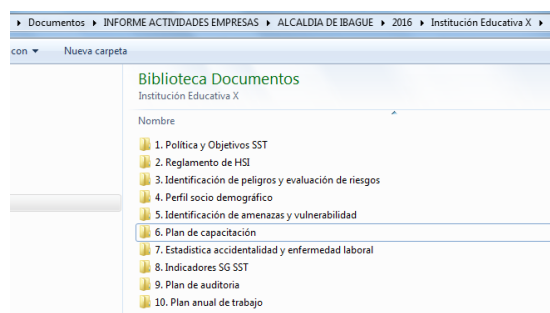 Documentos ▸ INFORME ACTIVIDADES EMPRESAS ▸ ALCALDIA DE IBAGUE ▸ 2016 ▸ Institución Educativa X
con Nueva carpeta
Biblioteca Documentos
Institución Educativa X
Nombre
1. Política y Objetivos SST
2. Reglamento de HSI
3. Identificación de peligros y evaluación de riesgos
4. Perfil socio demográfico
5. Identificación de amenazas y vulnerabilidad
6. Plan de capacitación
7. Estadistica accidentalidad y enfermedad laboral
8. Indicadores SG SST
9. Plan de auditoria
10. Plan anual de trabajo